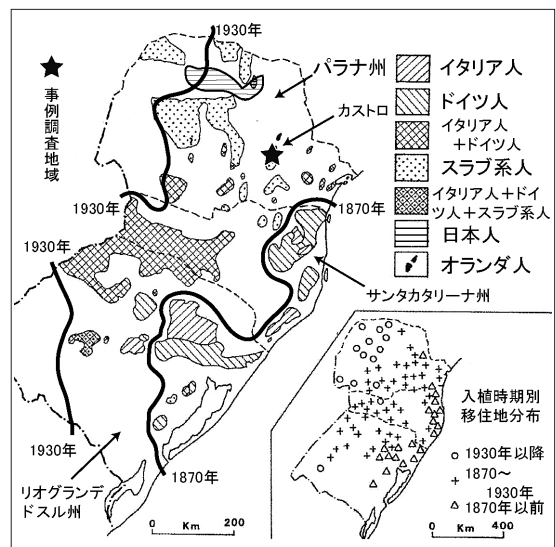 1930年
事例調査地域
パラナ州
カストロ
イタリア人
ドイツ人
イタリア人
+ドイツ人
スラブ系人
イタリア人+ドイ
ツ人+スラブ系人
日本人
オランダ人
1930年
1870年
1930年
サンタカタリーナ州
1930年
1870年
リオグランデ
ドスル州
0 Km 200
入植時期別
移住地分布
1930年以降
1870～
1930年
1870年以前
0 Km 400